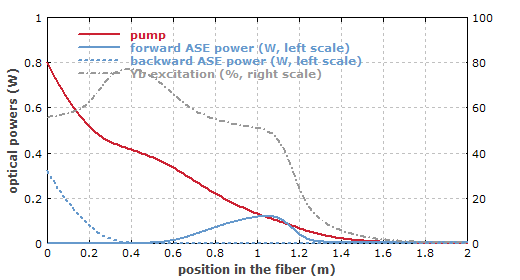 1
0.8
0.6
0.4
0.2
0
100
80
60
40
20
0
pump
forward ASE power (W, left scale)
backward ASE power (W, left scale)
Yb excitation (%, right scale)
optical powers (W)
0 0.2 0.4 0.6 0.8 1 1.2 1.4 1.6 1.8 2
position in the fiber (m)